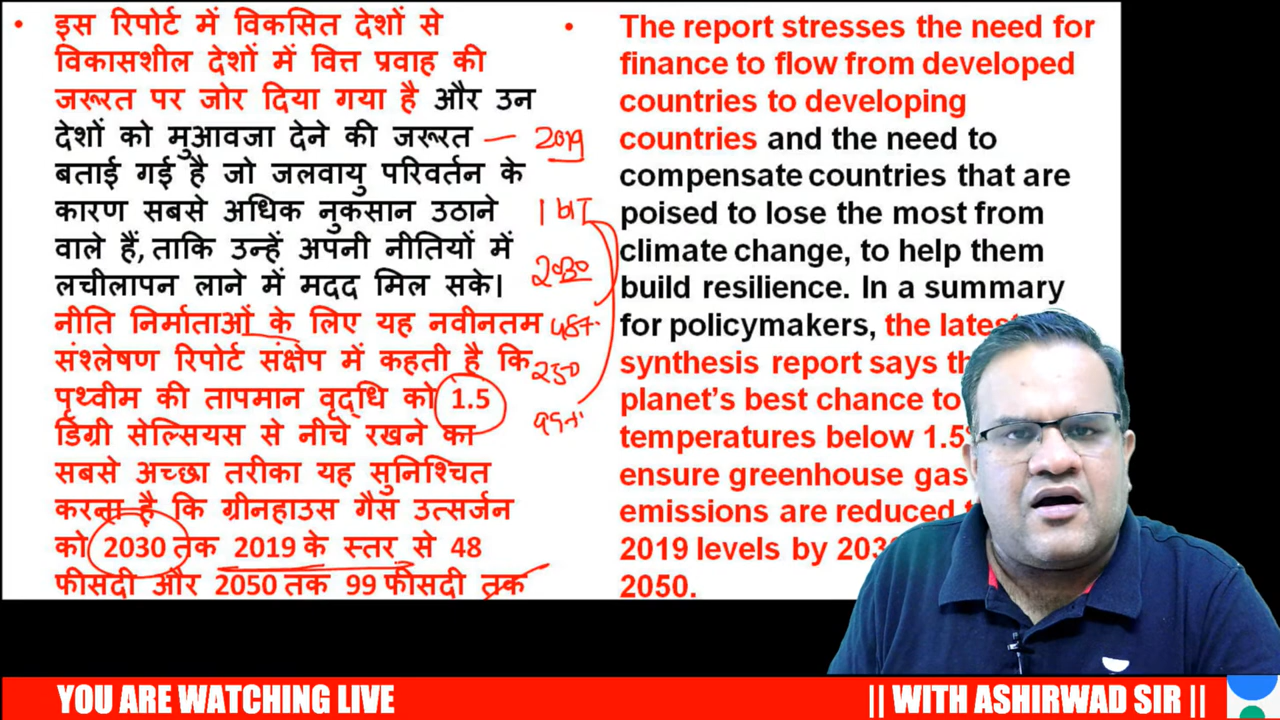 • इस रिपोर्ट में विकसित देशों से
विकासशील देशों में वित्त प्रवाह की
जरूरत पर जोर दिया गया है और उन
देशों को मुआवजा देने की जरूरत
बताई गई है जो जलवायु परिवर्तन के
कारण सबसे अधिक नुकसान उठाने
वाले हैं, ताकि उन्हें अपनी नीतियों में
लचीलापन लाने में मदद मिल सके।
नीति निर्माताओं के लिए यह नवीनतम
संश्लेषण रिपोर्ट संक्षेप में कहती है कि
पृथ्वीम की तापमान वृद्धि को 1.5
डिग्री सेल्सियस से नीचे रखने का
सबसे अच्छा तरीका यह सुनिश्चित
करना है कि ग्रीनहाउस गैस उत्सर्जन
को 2030 तक 2019 के स्तर से 48
फीसदी और 2050 तक 99 फीसदी तक
2019
2030
• The report stresses the need for
finance to flow from developed
countries to developing
countries and the need to
compensate countries that are
poised to lose the most from
climate change, to help them
build resilience. In a summary
for policymakers, the latest
synthesis report says
planet's best chance to
temperatures below 1.5
ensure greenhouse gas
emissions are reduced
2019 levels by
2050.
YOU ARE WATCHING LIVE
|| WITH ASHIRWAD SIR ||